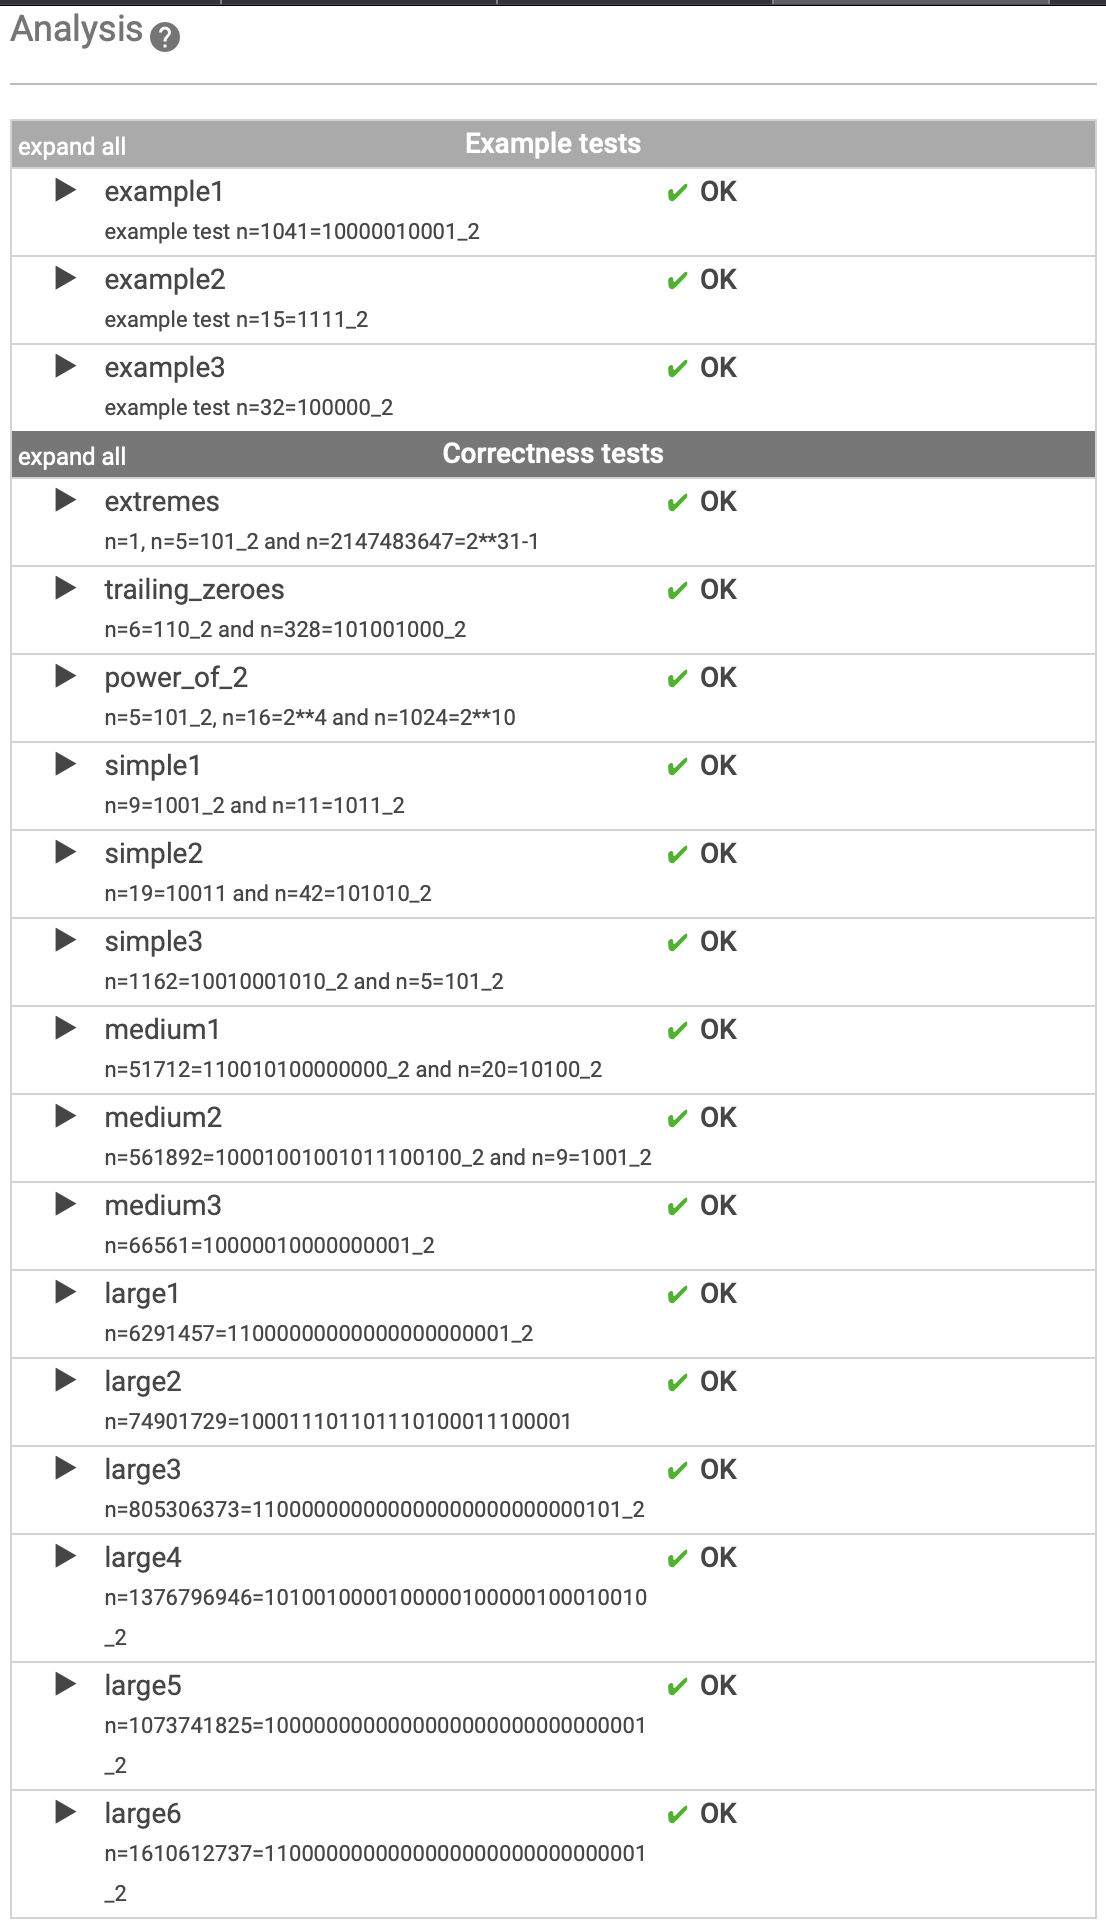 Analysis ?
expand all Example tests
example1 ✔ OK
example test n=1041=10000010001_2
example2 ✔ OK
example test n=15=1111_2
example3 ✔ OK
example test n=32=100000_2
expand all Correctness tests
extremes ✔ OK
n=1, n=5=101_2 and n=2147483647=2**31-1
trailing_zeroes ✔ OK
n=6=110_2 and n=328=101001000_2
power_of_2 ✔ OK
n=5=101_2, n=16=2**4 and n=1024=2**10
simple1 ✔ OK
n=9=1001_2 and n=11=1011_2
simple2 ✔ OK
n=19=10011 and n=42=101010_2
simple3 ✔ OK
n=1162=10010001010_2 and n=5=101_2
medium1 ✔ OK
n=51712=110010100000000_2 and n=20=10100_2
medium2 ✔ OK
n=561892=10001001001011100100_2 and n=9=1001_2
medium3 ✔ OK
n=66561=10000010000000001_2
large1 ✔ OK
n=6291457=11000000000000000000001_2
large2 ✔ OK
n=74901729=100011101101110100011100001
large3 ✔ OK
n=805306373=110000000000000000000000000101_2
large4 ✔ OK
n=1376796946=1010010000100000100000100010010
_2
large5 ✔ OK
n=1073741825=1000000000000000000000000000001
_2
large6 ✔ OK
n=1610612737=1100000000000000000000000000001
_2